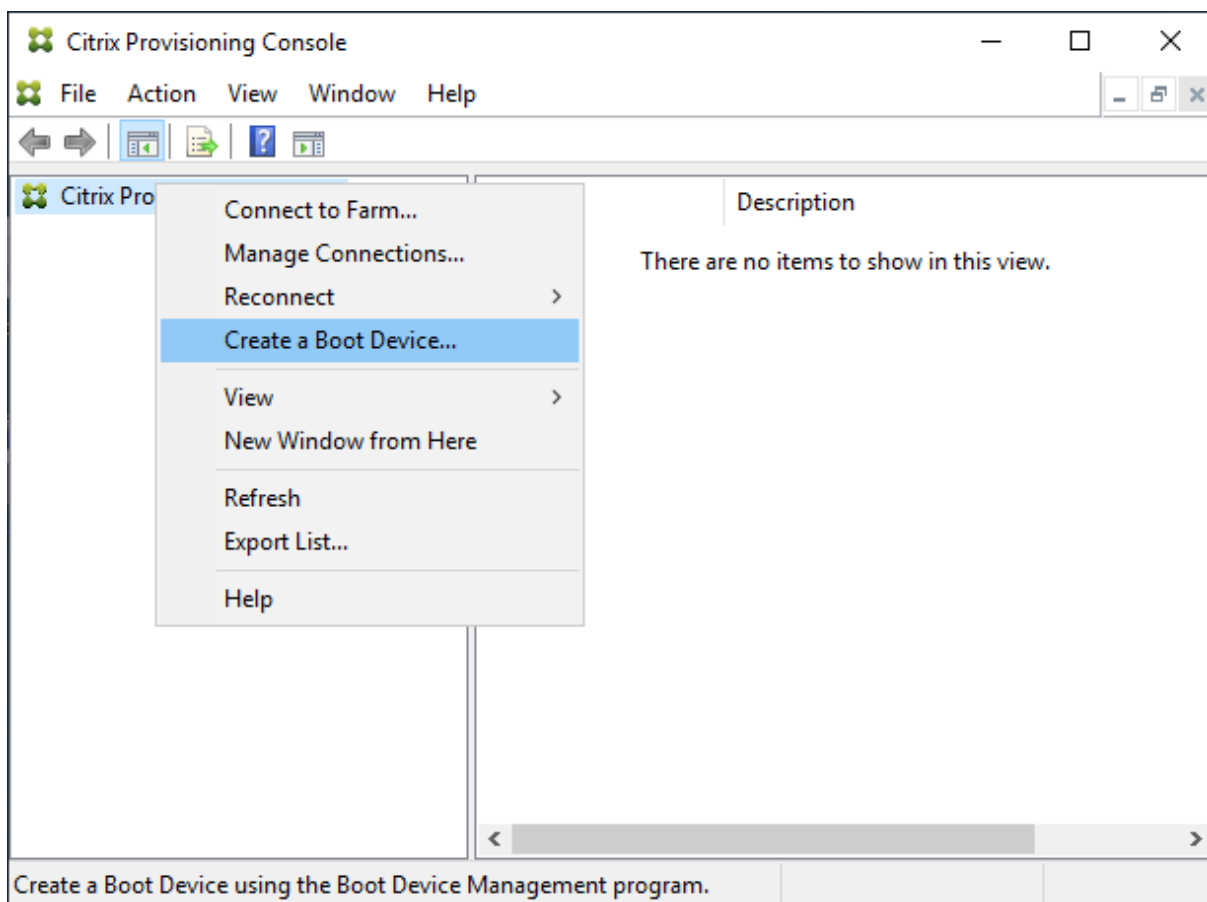 Citrix Provisioning Console
File Action View Window Help
Citrix Pro
Description
There are no items to show in this view.
Connect to Farm...
Manage Connections...
Reconnect
Create a Boot Device...
View
New Window from Here
Refresh
Export List...
Help
Create a Boot Device using the Boot Device Management program.